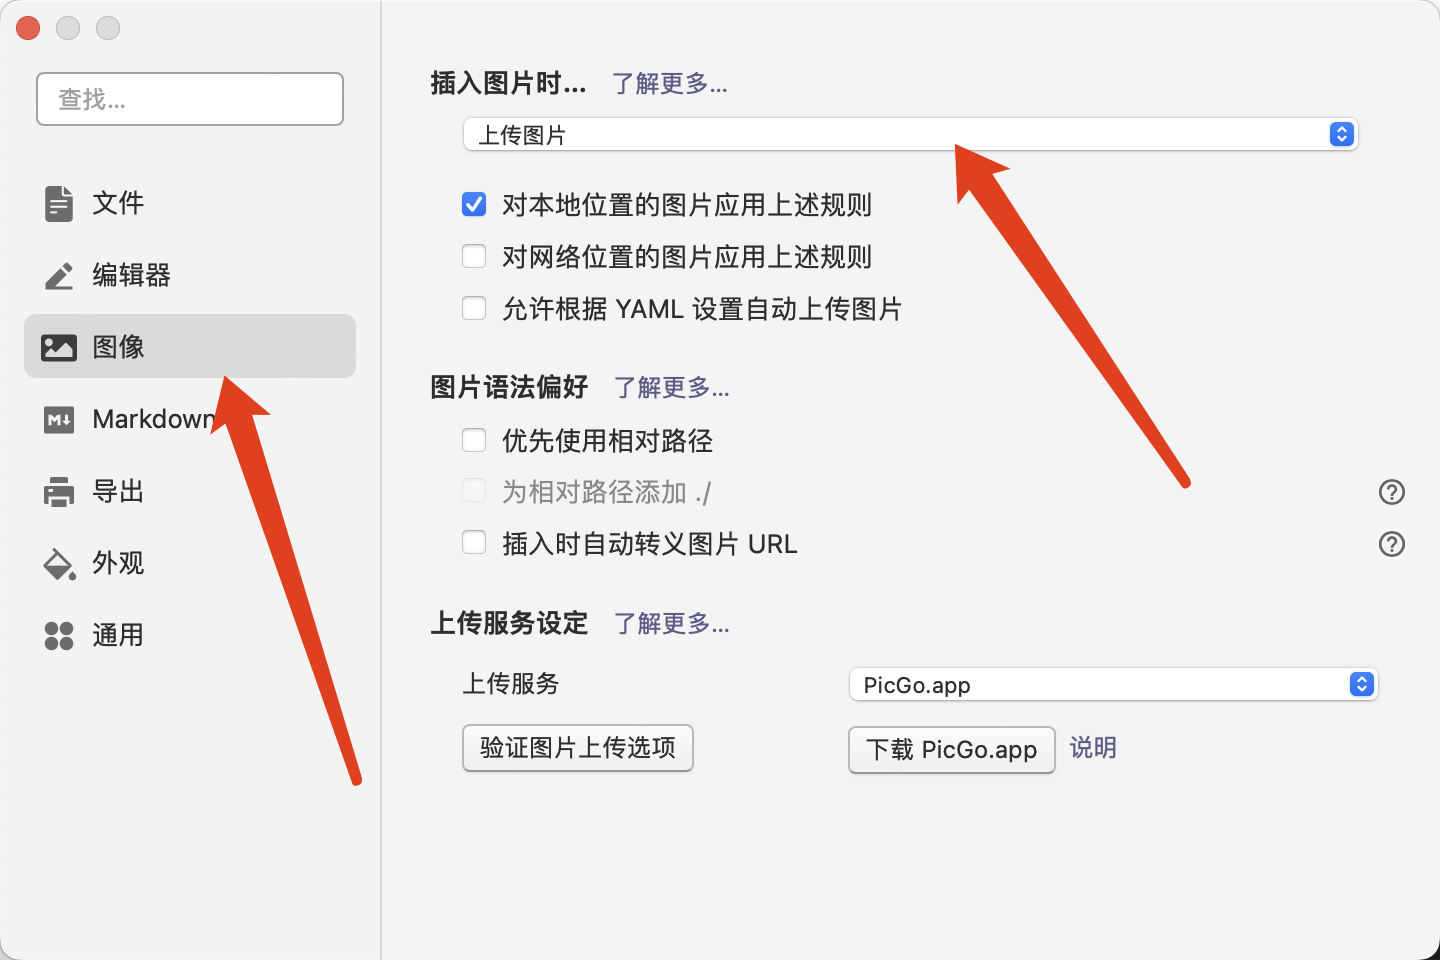 查找...
文件
编辑器
图像
Markdown
导出
外观
通用
插入图片时... 了解更多...
上传图片
对本地位置的图片应用上述规则
对网络位置的图片应用上述规则
允许根据 YAML 设置自动上传图片
图片语法偏好 了解更多...
优先使用相对路径
为相对路径添加 ./
插入时自动转义图片 URL
上传服务设定 了解更多...
上传服务 PicGo.app
验证图片上传选项 下载 PicGo.app 说明